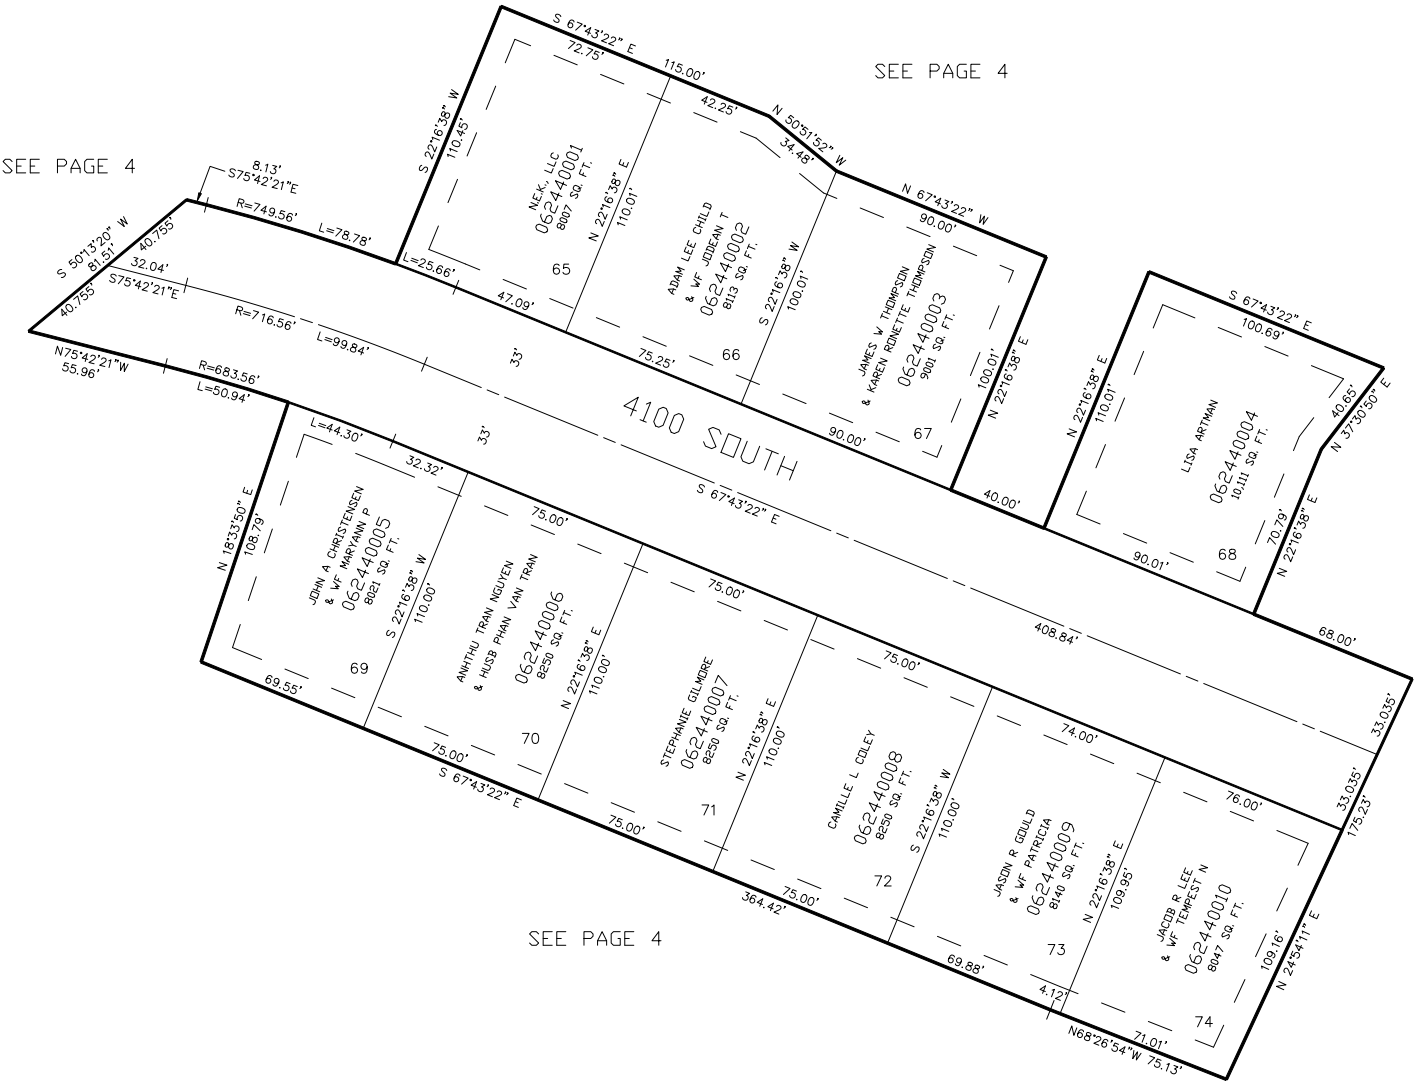 S 67°43'22" E
72.75'
115.00'
SEE PAGE 4
S 22°16'38" W
110.45'
42.25'
N 50°51'52" W
34.48'
SEE PAGE 4
8.13'
S75°42'21"E
N.E.K., LLC
062440001
8007 SQ. FT.
N 22°16'38" E
110.01'
65
N 67°43'22" W
90.00'
R=749.56'
L=78.78'
S 50°13'20" W
81.51'
40.755'
40.755'
32.04'
S75°42'21"E
L=25.66'
47.09'
ADAM LEE CHILD
& WF JODEAN T
062440002
8113 SQ. FT.
66
S 22°16'38" W
100.01'
JAMES W THOMPSON
& KAREN RONETTE THOMPSON
062440003
9001 SQ. FT.
67
100.01'
N 22°16'38" E
S 67°43'22" E
100.69'
N 22°16'38" E
110.01'
40.65'
N 37°30'50" E
LISA ARTMAN
062440004
10,111 SQ. FT.
68
70.79'
N 22°16'38" E
R=716.56'
L=99.84'
33'
75.25'
N75°42'21"W
55.96'
R=683.56'
L=50.94'
4100 SOUTH
90.00'
L=44.30'
33'
32.32'
S 67°43'22" E
40.00'
90.01'
N 18°33'50" E
108.79'
JOHN A CHRISTENSEN
& WF MARYANN P
062440005
8021 SQ. FT.
69
S 22°16'38" W
110.00'
75.00'
ANHTHU TRAN NGUYEN
& HUSB PHAN VAN TRAN
062440006
8250 SQ. FT.
70
N 22°16'38" E
110.00'
75.00'
408.84'
68.00'
STEPHANIE GILMORE
062440007
8250 SQ. FT.
71
N 22°16'38" E
110.00'
75.00'
69.55'
CAMILLE L COLEY
062440008
8250 SQ. FT.
72
S 22°16'38" W
110.00'
74.00'
33.035'
33.035'
175.23'
75.00'
S 67°43'22" E
75.00'
JASON R GOULD
& WF PATRICIA
062440009
8140 SQ. FT.
73
N 22°16'38" E
109.95'
76.00'
JACOB R LEE
& WF TEMPEST N
062440010
8047 SQ. FT.
74
109.16'
N 24°54'11" E
75.00'
364.42'
SEE PAGE 4
69.88'
4.12'
71.01'
N68°26'54"W 75.13'